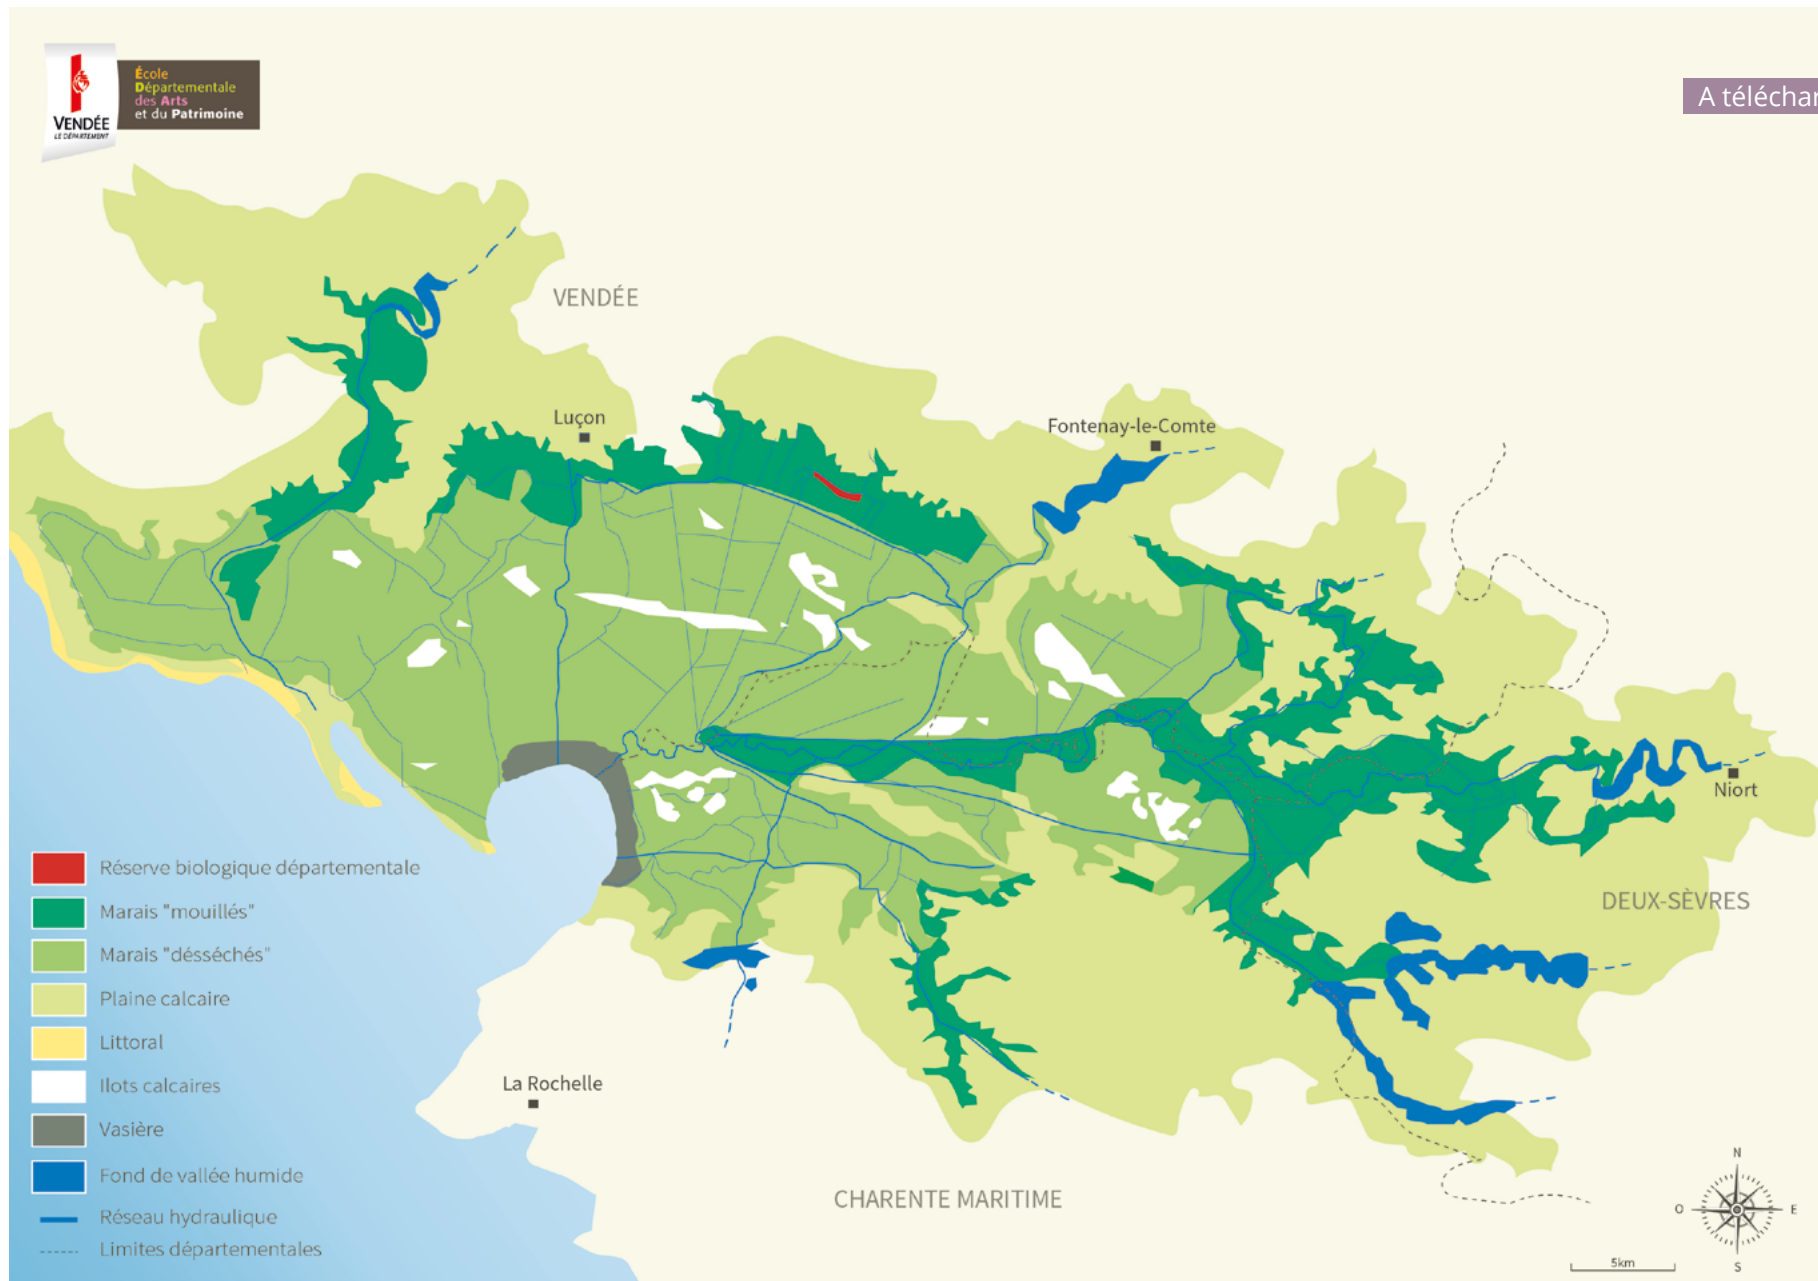 École
Départementale
des Arts
et du Patrimoine
VENDÉE
LE DÉPARTEMENT
A téléchar
VENDÉE
Luçon
Fontenay-le-Comte
Niort
DEUX-SÈVRES
La Rochelle
CHARENTE MARITIME
Réserve biologique départementale
Marais "mouillés"
Marais "désséchés"
Plaine calcaire
Littoral
Ilots calcaires
Vasière
Fond de vallée humide
Réseau hydraulique
Limites départementales
N
O
E
S
5km